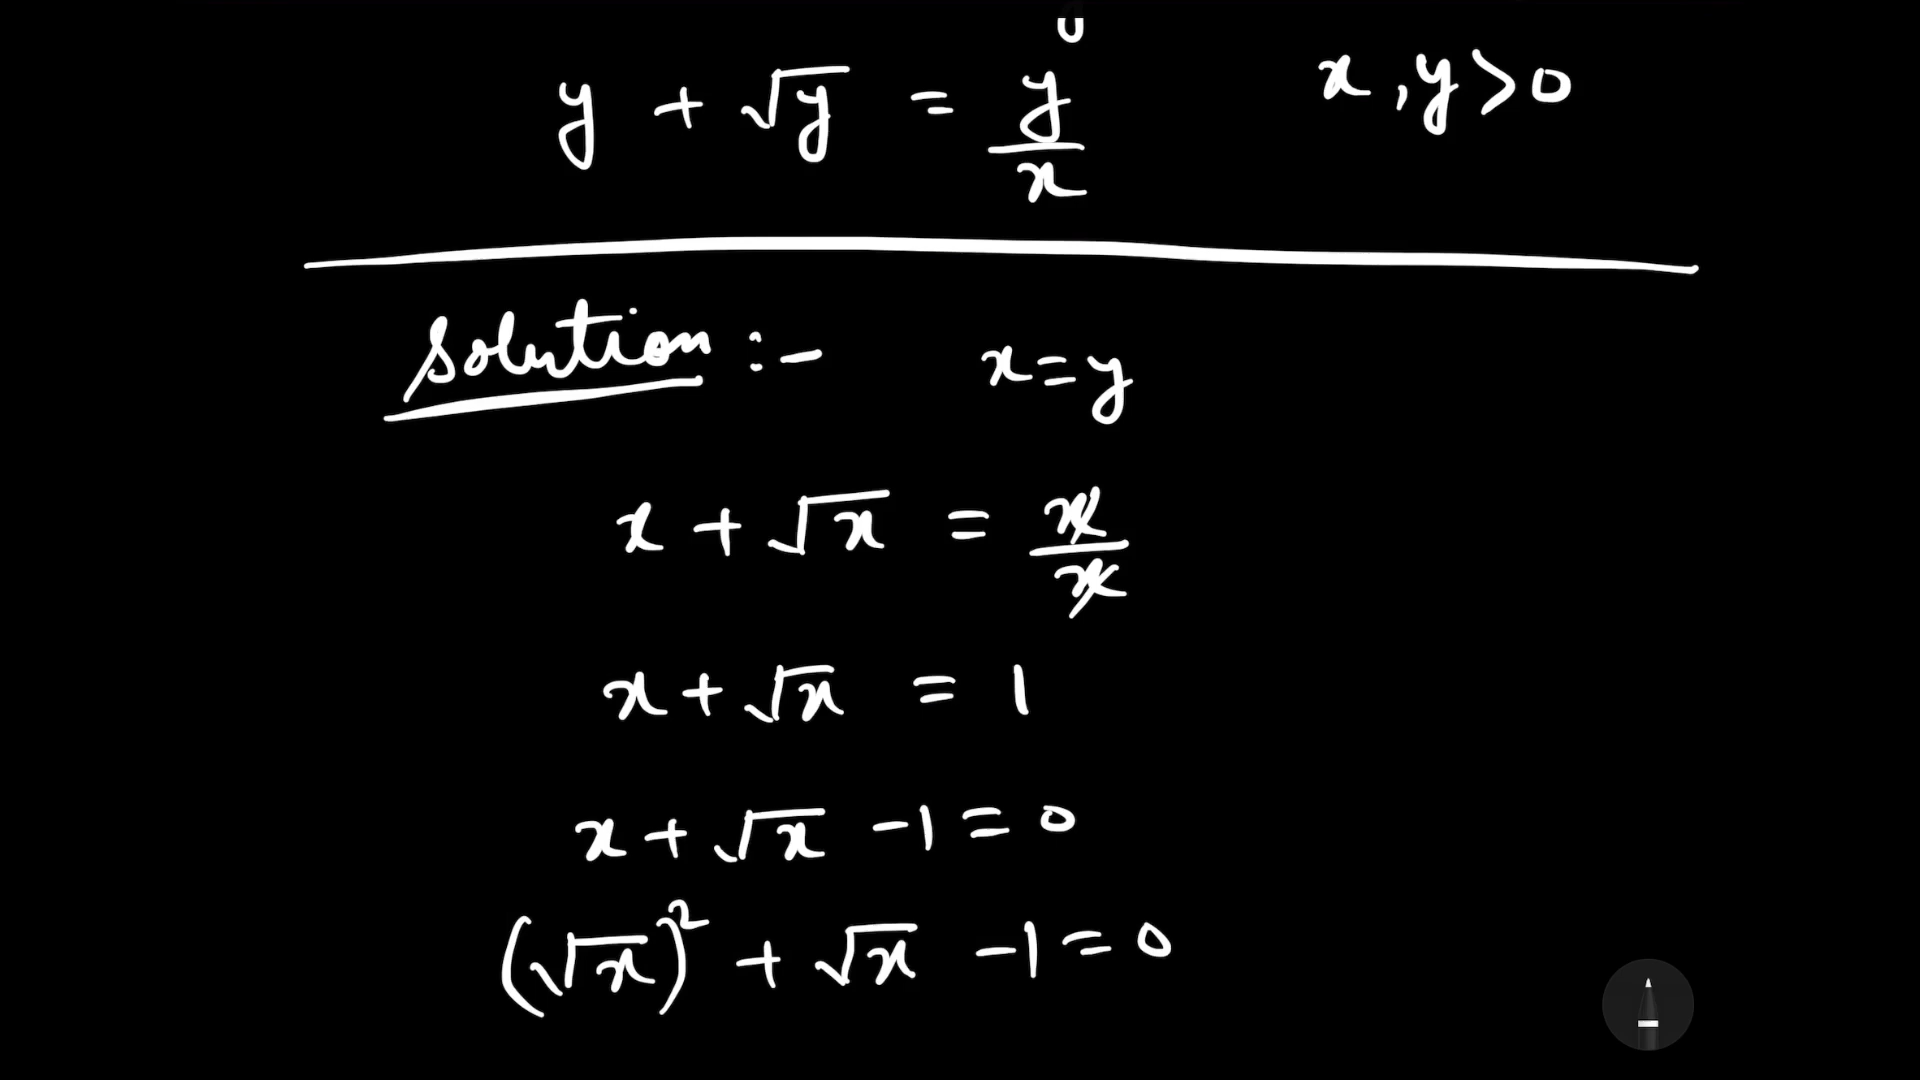 y + √y = y/x x, y > 0
Solution :- x = y
x + √x = x/x
x + √x = 1
x + √x - 1 = 0
(√x)² + √x - 1 = 0